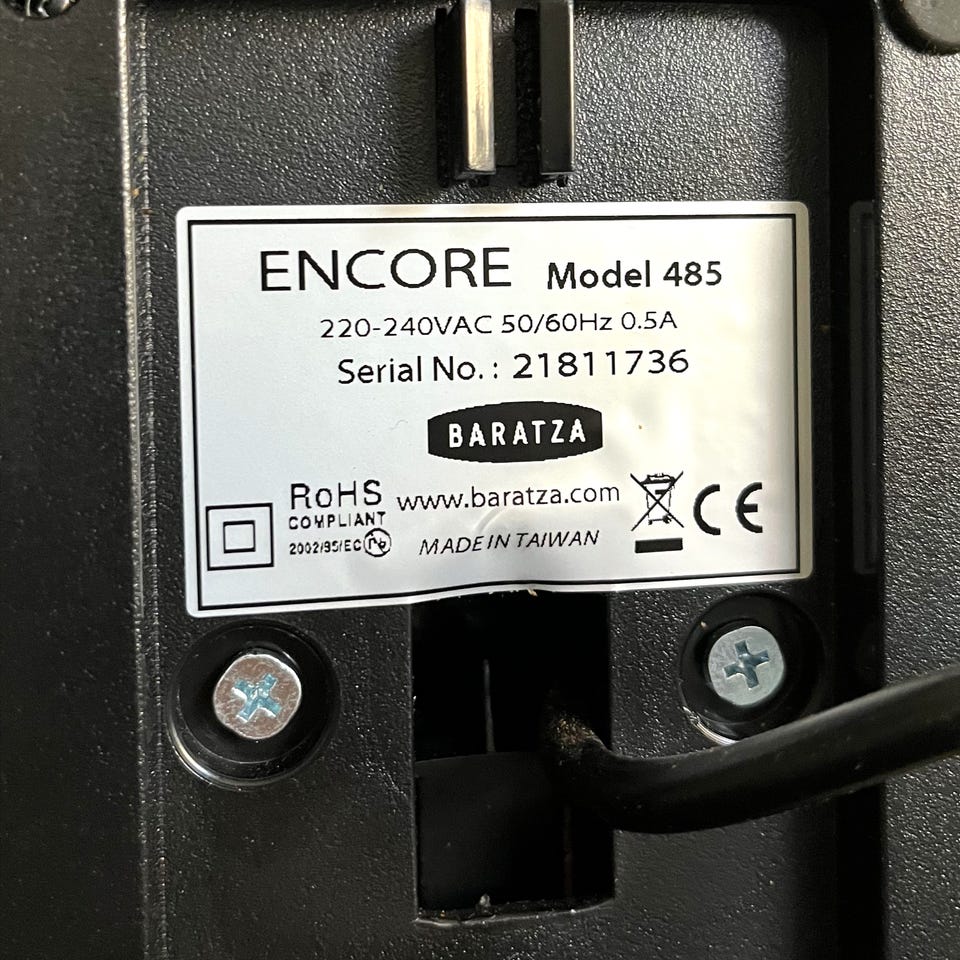 ENCORE Model 485
220-240VAC 50/60Hz 0.5A
Serial No.: 21811736
BARATZA
RoHS
COMPLIANT
2002/95/EC
www.baratza.com
MADE IN TAIWAN
CE